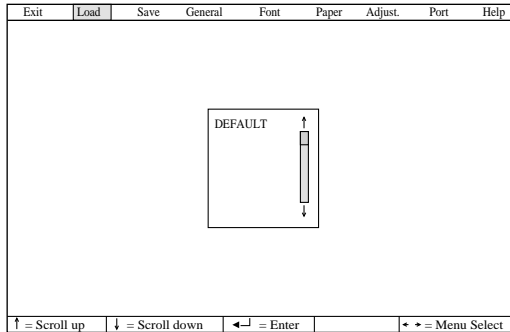 Exit Load Save General Font Paper Adjust. Port Help
DEFAULT
↑ = Scroll up ↓ = Scroll down ◄┘ = Enter ← → = Menu Select